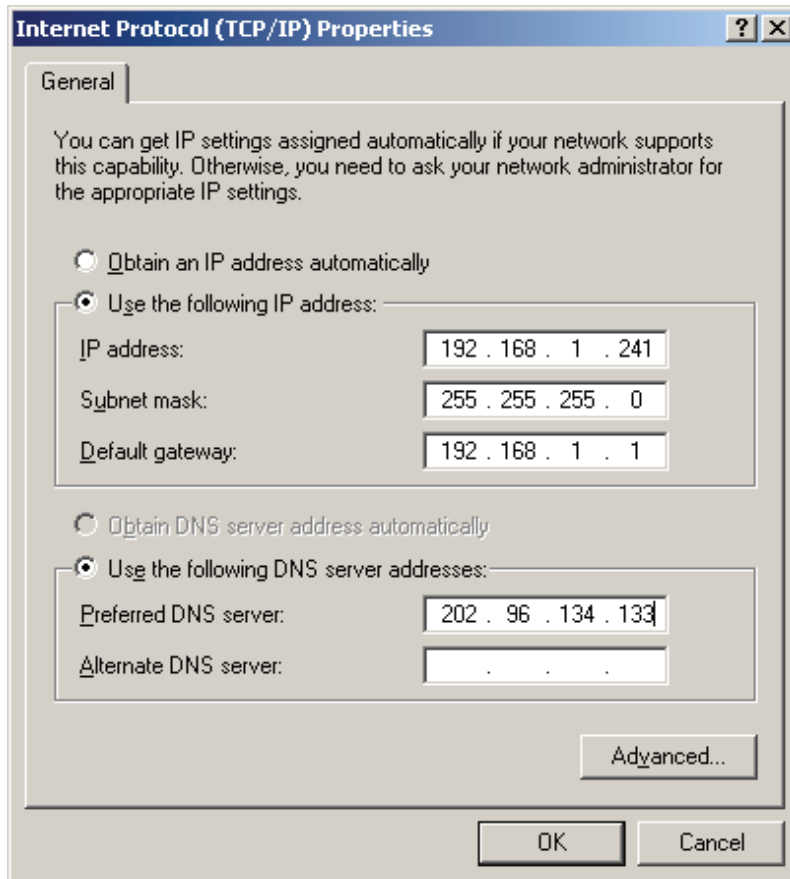 Internet Protocol (TCP/IP) Properties
General
You can get IP settings assigned automatically if your network supports
this capability. Otherwise, you need to ask your network administrator for
the appropriate IP settings.
Obtain an IP address automatically
Use the following IP address:
IP address: 192 . 168 . 1 . 241
Subnet mask: 255 . 255 . 255 . 0
Default gateway: 192 . 168 . 1 . 1
Obtain DNS server address automatically
Use the following DNS server addresses:
Preferred DNS server: 202 . 96 . 134 . 133
Alternate DNS server: . . .
Advanced...
OK Cancel